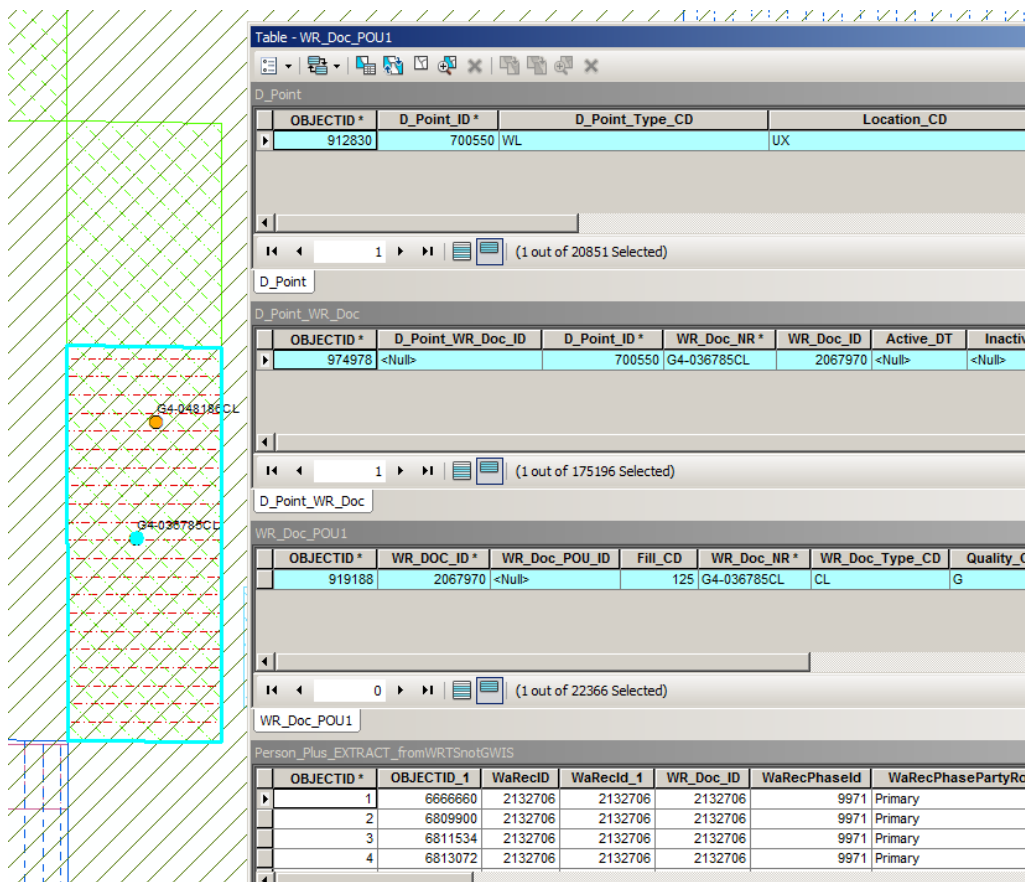 Table - WR_Doc_POU1
D_Point
OBJECTID * D_Point_ID * D_Point_Type_CD Location_CD
912830 700550 WL UX
1 (1 out of 20851 Selected)
D_Point
D_Point_WR_Doc
OBJECTID * D_Point_WR_Doc_ID D_Point_ID * WR_Doc_NR * WR_Doc_ID Active_DT Inactiv
974978 <Null> 700550 G4-036785CL 2067970 <Null> <Null>
1 (1 out of 175196 Selected)
D_Point_WR_Doc
WR_Doc_POU1
OBJECTID * WR_DOC_ID * WR_Doc_POU_ID Fill_CD WR_Doc_NR * WR_Doc_Type_CD Quality_C
919188 2067970 <Null> 125 G4-036785CL CL G
0 (1 out of 22366 Selected)
WR_Doc_POU1
Person_Plus_EXTRACT_fromWRTSnotGWIS
OBJECTID * OBJECTID_1 WaRecID WaRecId_1 WR_Doc_ID WaRecPhaseId WaRecPhasePartyRo
1 6666660 2132706 2132706 2132706 9971 Primary
2 6809900 2132706 2132706 2132706 9971 Primary
3 6811534 2132706 2132706 2132706 9971 Primary
4 6813072 2132706 2132706 2132706 9971 Primary
G4-048186CL
G4-036785CL